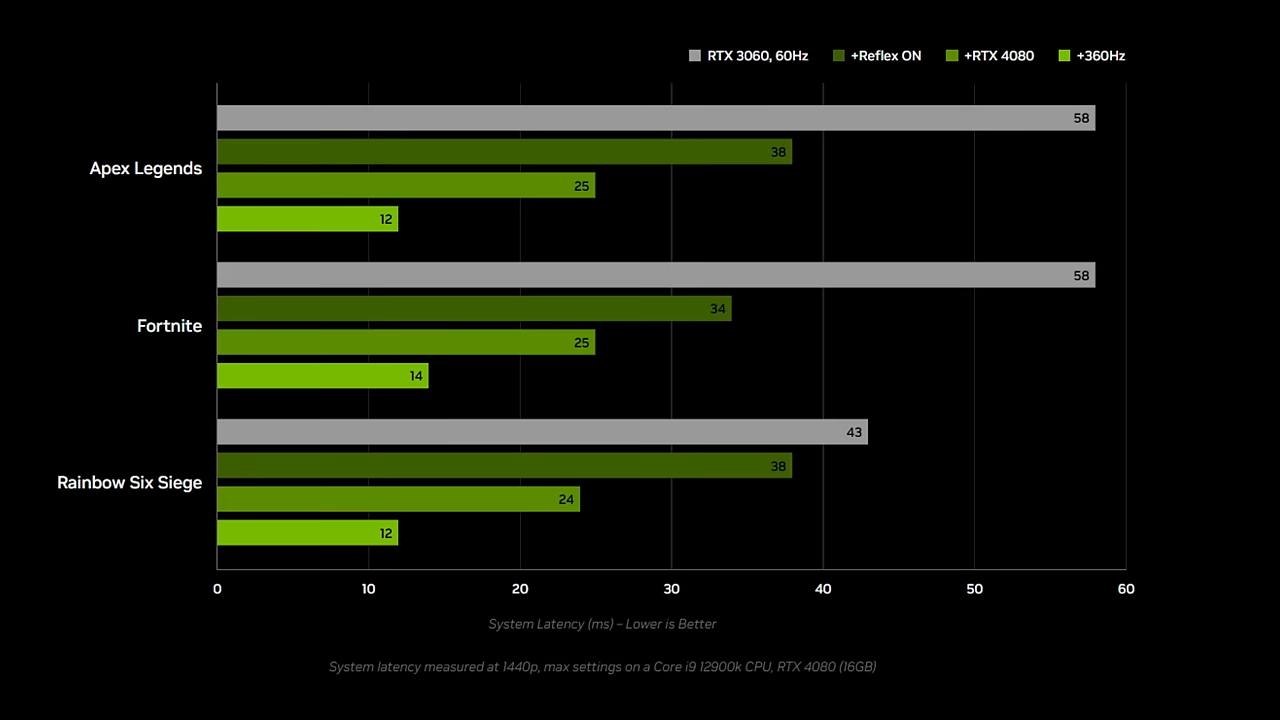 RTX 3060, 60Hz +Reflex ON +RTX 4080 +360Hz
58
38
Apex Legends
25
12
58
34
Fortnite
25
14
43
38
Rainbow Six Siege
24
12
0 10 20 30 40 50 60
System Latency (ms) – Lower is Better
System latency measured at 1440p, max settings on a Core i9 12900k CPU, RTX 4080 (16GB)